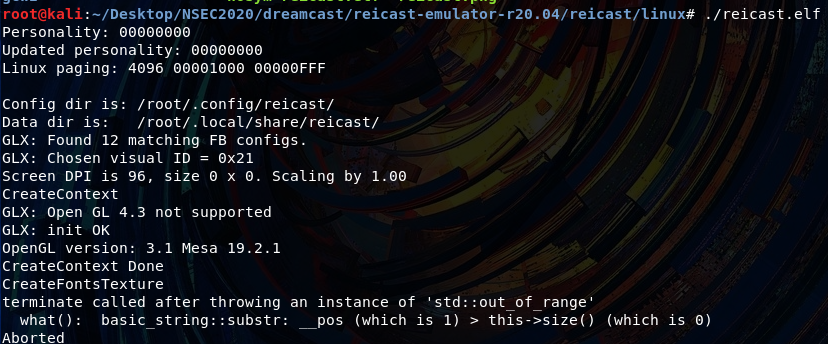 root@kali:~/Desktop/NSEC2020/dreamcast/reicast-emulator-r20.04/reicast/linux# ./reicast.elf
Personality: 00000000
Updated personality: 00000000
Linux paging: 4096 00001000 00000FFF
Config dir is: /root/.config/reicast/
Data dir is:   /root/.local/share/reicast/
GLX: Found 12 matching FB configs.
GLX: Chosen visual ID = 0x21
Screen DPI is 96, size 0 x 0. Scaling by 1.00
CreateContext
GLX: Open GL 4.3 not supported
GLX: init OK
OpenGL version: 3.1 Mesa 19.2.1
CreateContext Done
CreateFontsTexture
terminate called after throwing an instance of 'std::out_of_range'
  what():  basic_string::substr: __pos (which is 1) > this->size() (which is 0)
Aborted